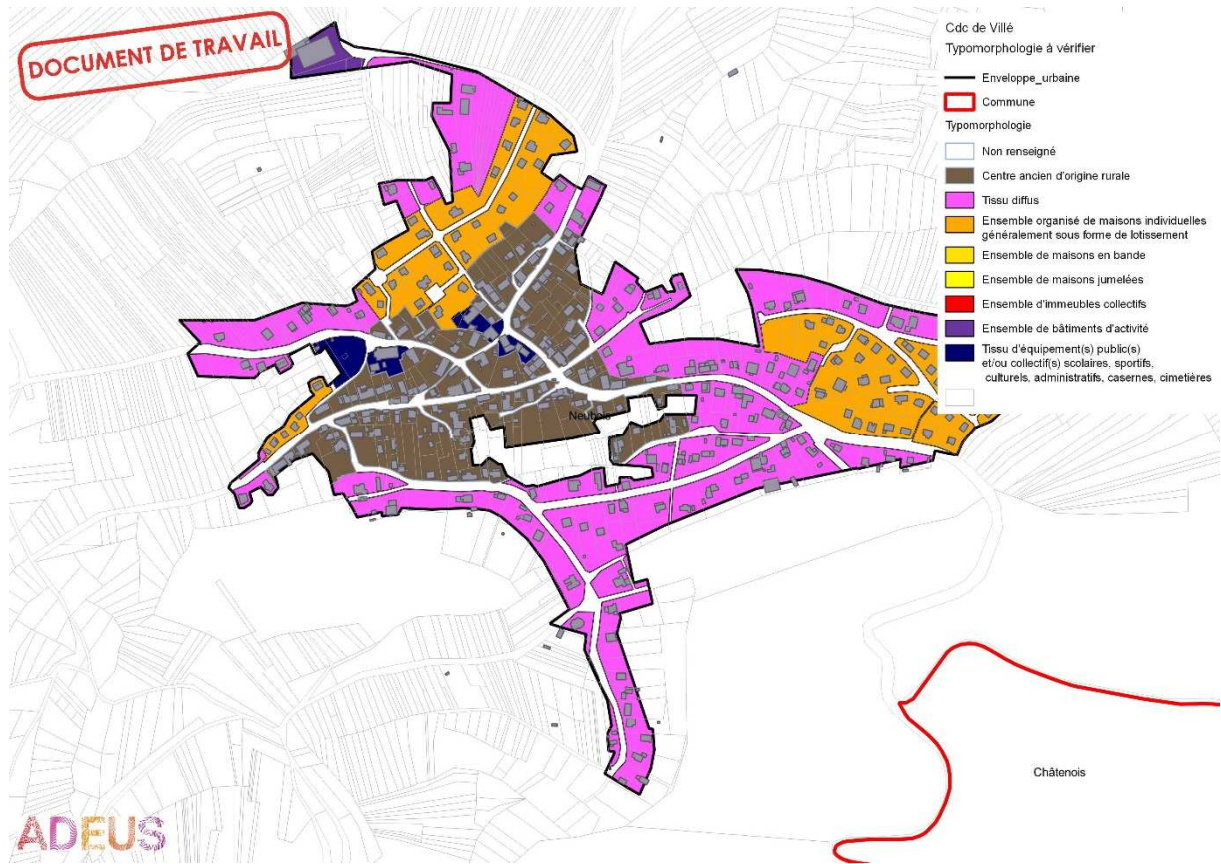 DOCUMENT DE TRAVAIL
Cdc de Villé
Typomorphologie à vérifier
Enveloppe_urbaine
Commune
Typomorphologie
Non renseigné
Centre ancien d'origine rurale
Tissu diffus
Ensemble organisé de maisons individuelles
généralement sous forme de lotissement
Ensemble de maisons en bande
Ensemble de maisons jumelées
Ensemble d'immeubles collectifs
Ensemble de bâtiments d'activité
Tissu d'équipement(s) public(s)
et/ou collectif(s) scolaires, sportifs,
culturels, administratifs, casernes, cimetières
Neubois
Châtenois
ADEUS